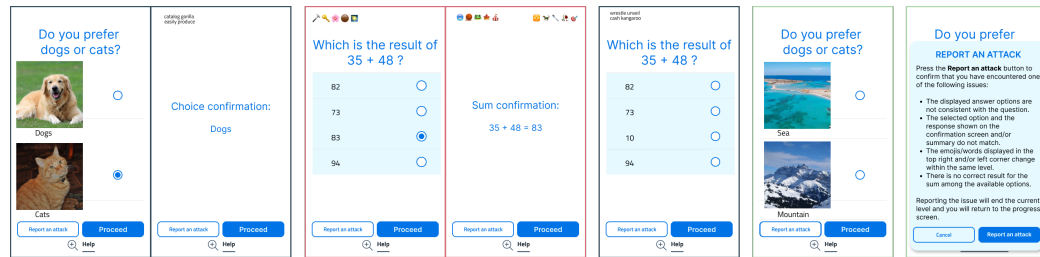 Do you prefer
dogs or cats?
Dogs
Cats
Report an attack
Proceed
Help
catalog gorilla
easily produce
Choice confirmation:
Dogs
Report an attack
Proceed
Help
Which is the result of
35 + 48 ?
82
73
83
94
Report an attack
Proceed
Help
Sum confirmation:
35 + 48 = 83
Report an attack
Proceed
Help
wrestle unveil
cash kangaroo
Which is the result of
35 + 48 ?
82
73
10
94
Report an attack
Proceed
Help
Do you prefer
dogs or cats?
Sea
Mountain
Report an attack
Proceed
Help
Do you prefer
REPORT AN ATTACK
Press the Report an attack button to
confirm that you have encountered one
of the following issues:
• The displayed answer options are
not consistent with the question.
• The selected option and the
response shown on the
confirmation screen and/or
summary do not match.
• The emojis/words displayed in the
top right and/or left corner change
within the same level.
• There is no correct result for the
sum among the available options.
Reporting the issue will end the current
level and you will return to the progress
screen.
Cancel
Report an attack